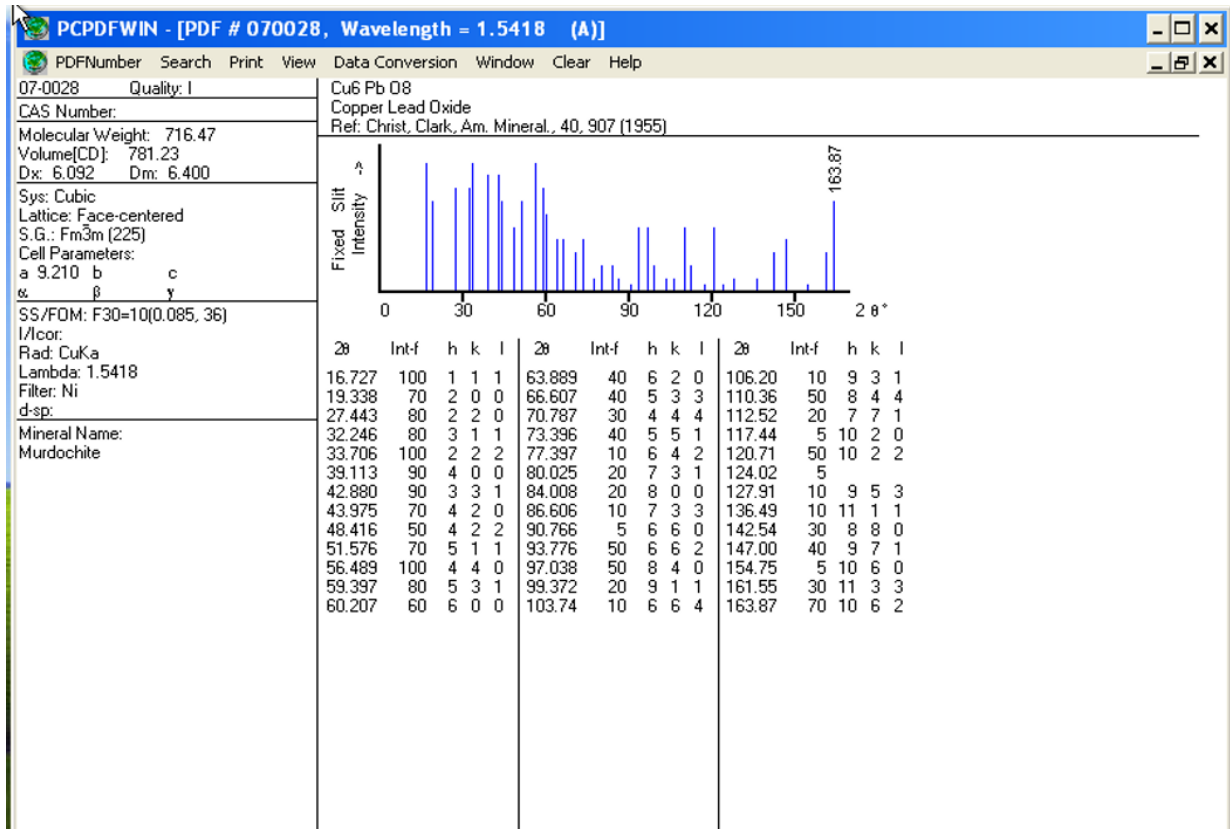 PCPDFWIN - [PDF # 070028, Wavelength = 1.5418 (A)]
PDFNumber Search Print View Data Conversion Window Clear Help
07-0028 Quality: I
CAS Number:
Molecular Weight: 716.47
Volume[CD]: 781.23
Dx: 6.092 Dm: 6.400
Sys: Cubic
Lattice: Face-centered
S.G.: Fm3̅m (225)
Cell Parameters:
a 9.210 b c
α β γ
SS/FOM: F30=10(0.085, 36)
I/Icor:
Rad: CuKa
Lambda: 1.5418
Filter: Ni
d-sp:
Mineral Name:
Murdochite
Cu6 Pb O8
Copper Lead Oxide
Ref: Christ, Clark, Am. Mineral., 40, 907 (1955)
Fixed Slit
Intensity ->
163.87
0 30 60 90 120 150 2 θ°
2θ Int-f h k l
16.727 100 1 1 1
19.338 70 2 0 0
27.443 80 2 2 0
32.246 80 3 1 1
33.706 100 2 2 2
39.113 90 4 0 0
42.880 90 3 3 1
43.975 70 4 2 0
48.416 50 4 2 2
51.576 70 5 1 1
56.489 100 4 4 0
59.397 80 5 3 1
60.207 60 6 0 0
2θ Int-f h k l
63.889 40 6 2 0
66.607 40 5 3 3
70.787 30 4 4 4
73.396 40 5 5 1
77.397 10 6 4 2
80.025 20 7 3 1
84.008 20 8 0 0
86.606 10 7 3 3
90.766 5 6 6 0
93.776 50 6 6 2
97.038 50 8 4 0
99.372 20 9 1 1
103.74 10 6 6 4
2θ Int-f h k l
106.20 10 9 3 1
110.36 50 8 4 4
112.52 20 7 7 1
117.44 5 10 2 0
120.71 50 10 2 2
124.02 5
127.91 10 9 5 3
136.49 10 11 1 1
142.54 30 8 8 0
147.00 40 9 7 1
154.75 5 10 6 0
161.55 30 11 3 3
163.87 70 10 6 2